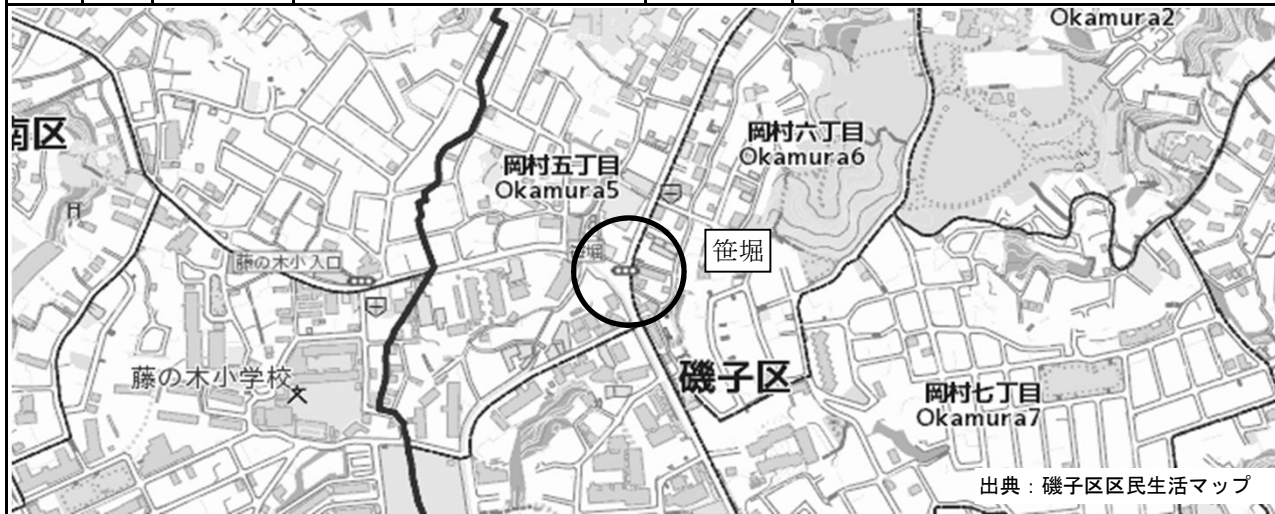 Okamura2
南区
岡村六丁目
Okamura6
岡村五丁目
Okamura5
笹堀
笹堀
藤の木小入口
藤の木小学校
磯子区
岡村七丁目
Okamura7
出典：磯子区区民生活マップ